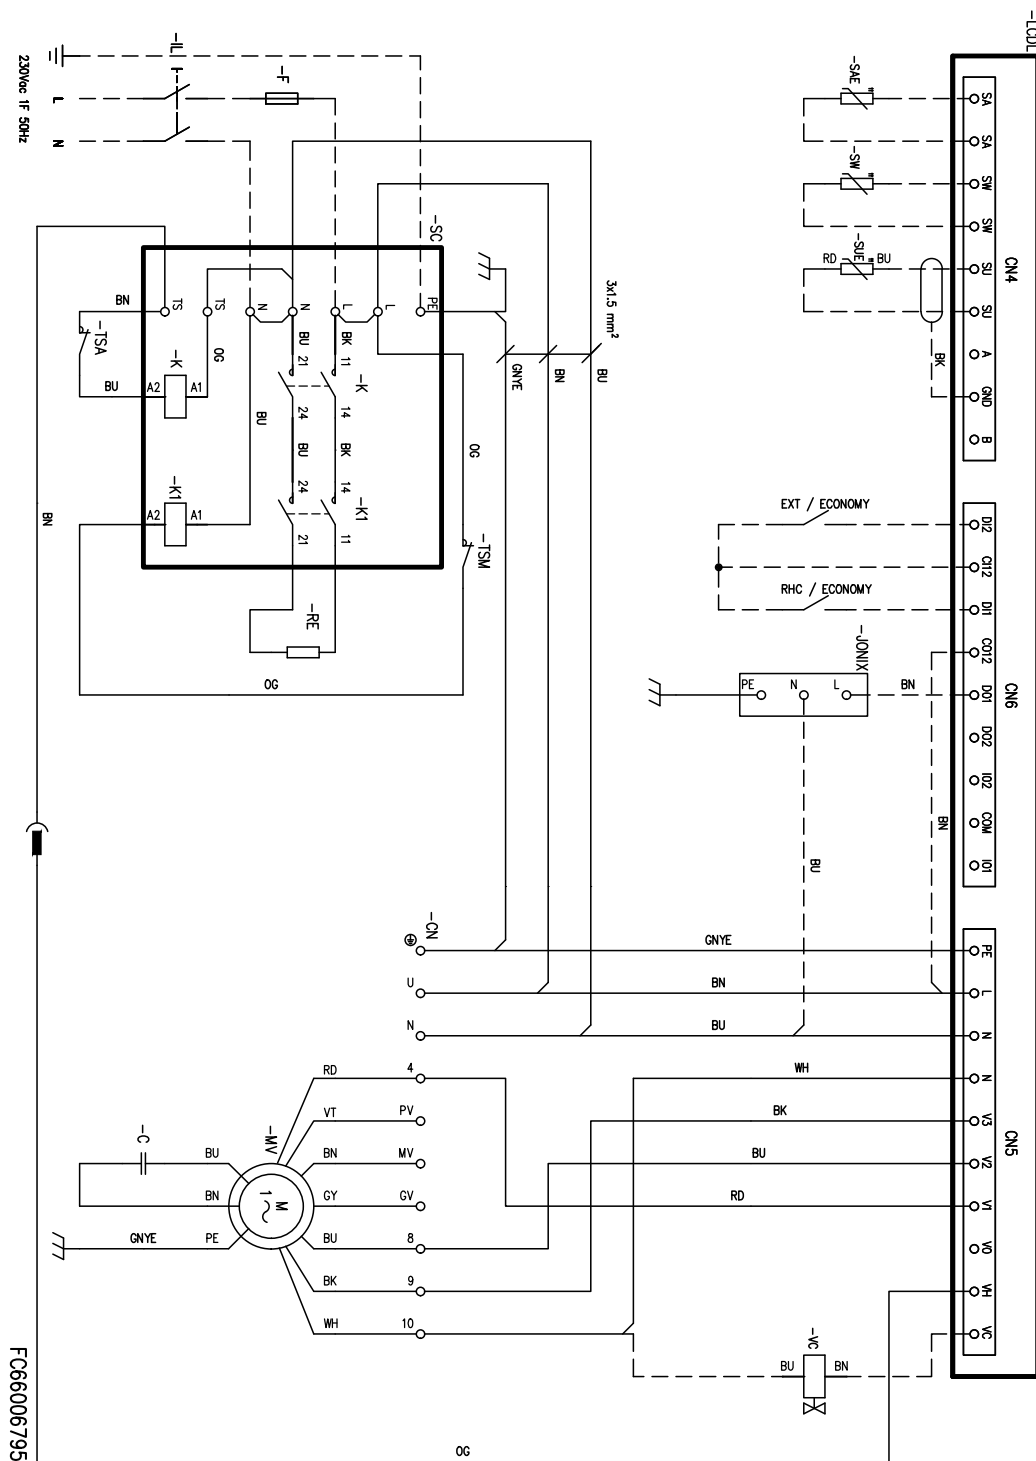 -LCDL
-SAE
SA
SA
-SW
SW
SW
-SUE
RD
BU
SU
SU
A
GND
B
BK
CN4
-IL
-F
L
N
230Vac 1F 50Hz
-SC
TS
TS
N
N
L
L
PE
3x1.5 mm²
BN
-TSA
BU
OG
-K
A2
A1
BU
BU
21
24
BK
11
14
-K
GNYE
BN
BU
-K1
A2
A1
BU
24
21
BK
14
11
-K1
OG
-TSM
BN
-RE
OG
EXT / ECONOMY
RHC / ECONOMY
DI2
CI12
DI1
CO12
DO1
DO2
IO2
COM
IO1
CN6
-JONIX
PE
N
L
BN
BN
BU
-CN
GNYE
PE
U
BN
L
N
BU
N
RD
4
WH
N
VT
PV
BK
V3
-MV
-C
BU
BN
MV
BU
V2
CN5
BN
M
1
GY
GV
RD
V1
GNYE
PE
BU
8
V0
BK
9
VH
WH
10
-VC
VC
BU
BN
OG
FC66006795